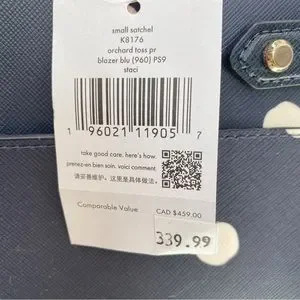 small satchel
K8176
orchard toss pr
blazer blu (960) PS9
staci
1 96021 11905 7
take good care. here's how.
prenez-en bien soin. voici comment.
请妥善维护。这里是具体做法。
Comparable Value CAD $459.00
339.99